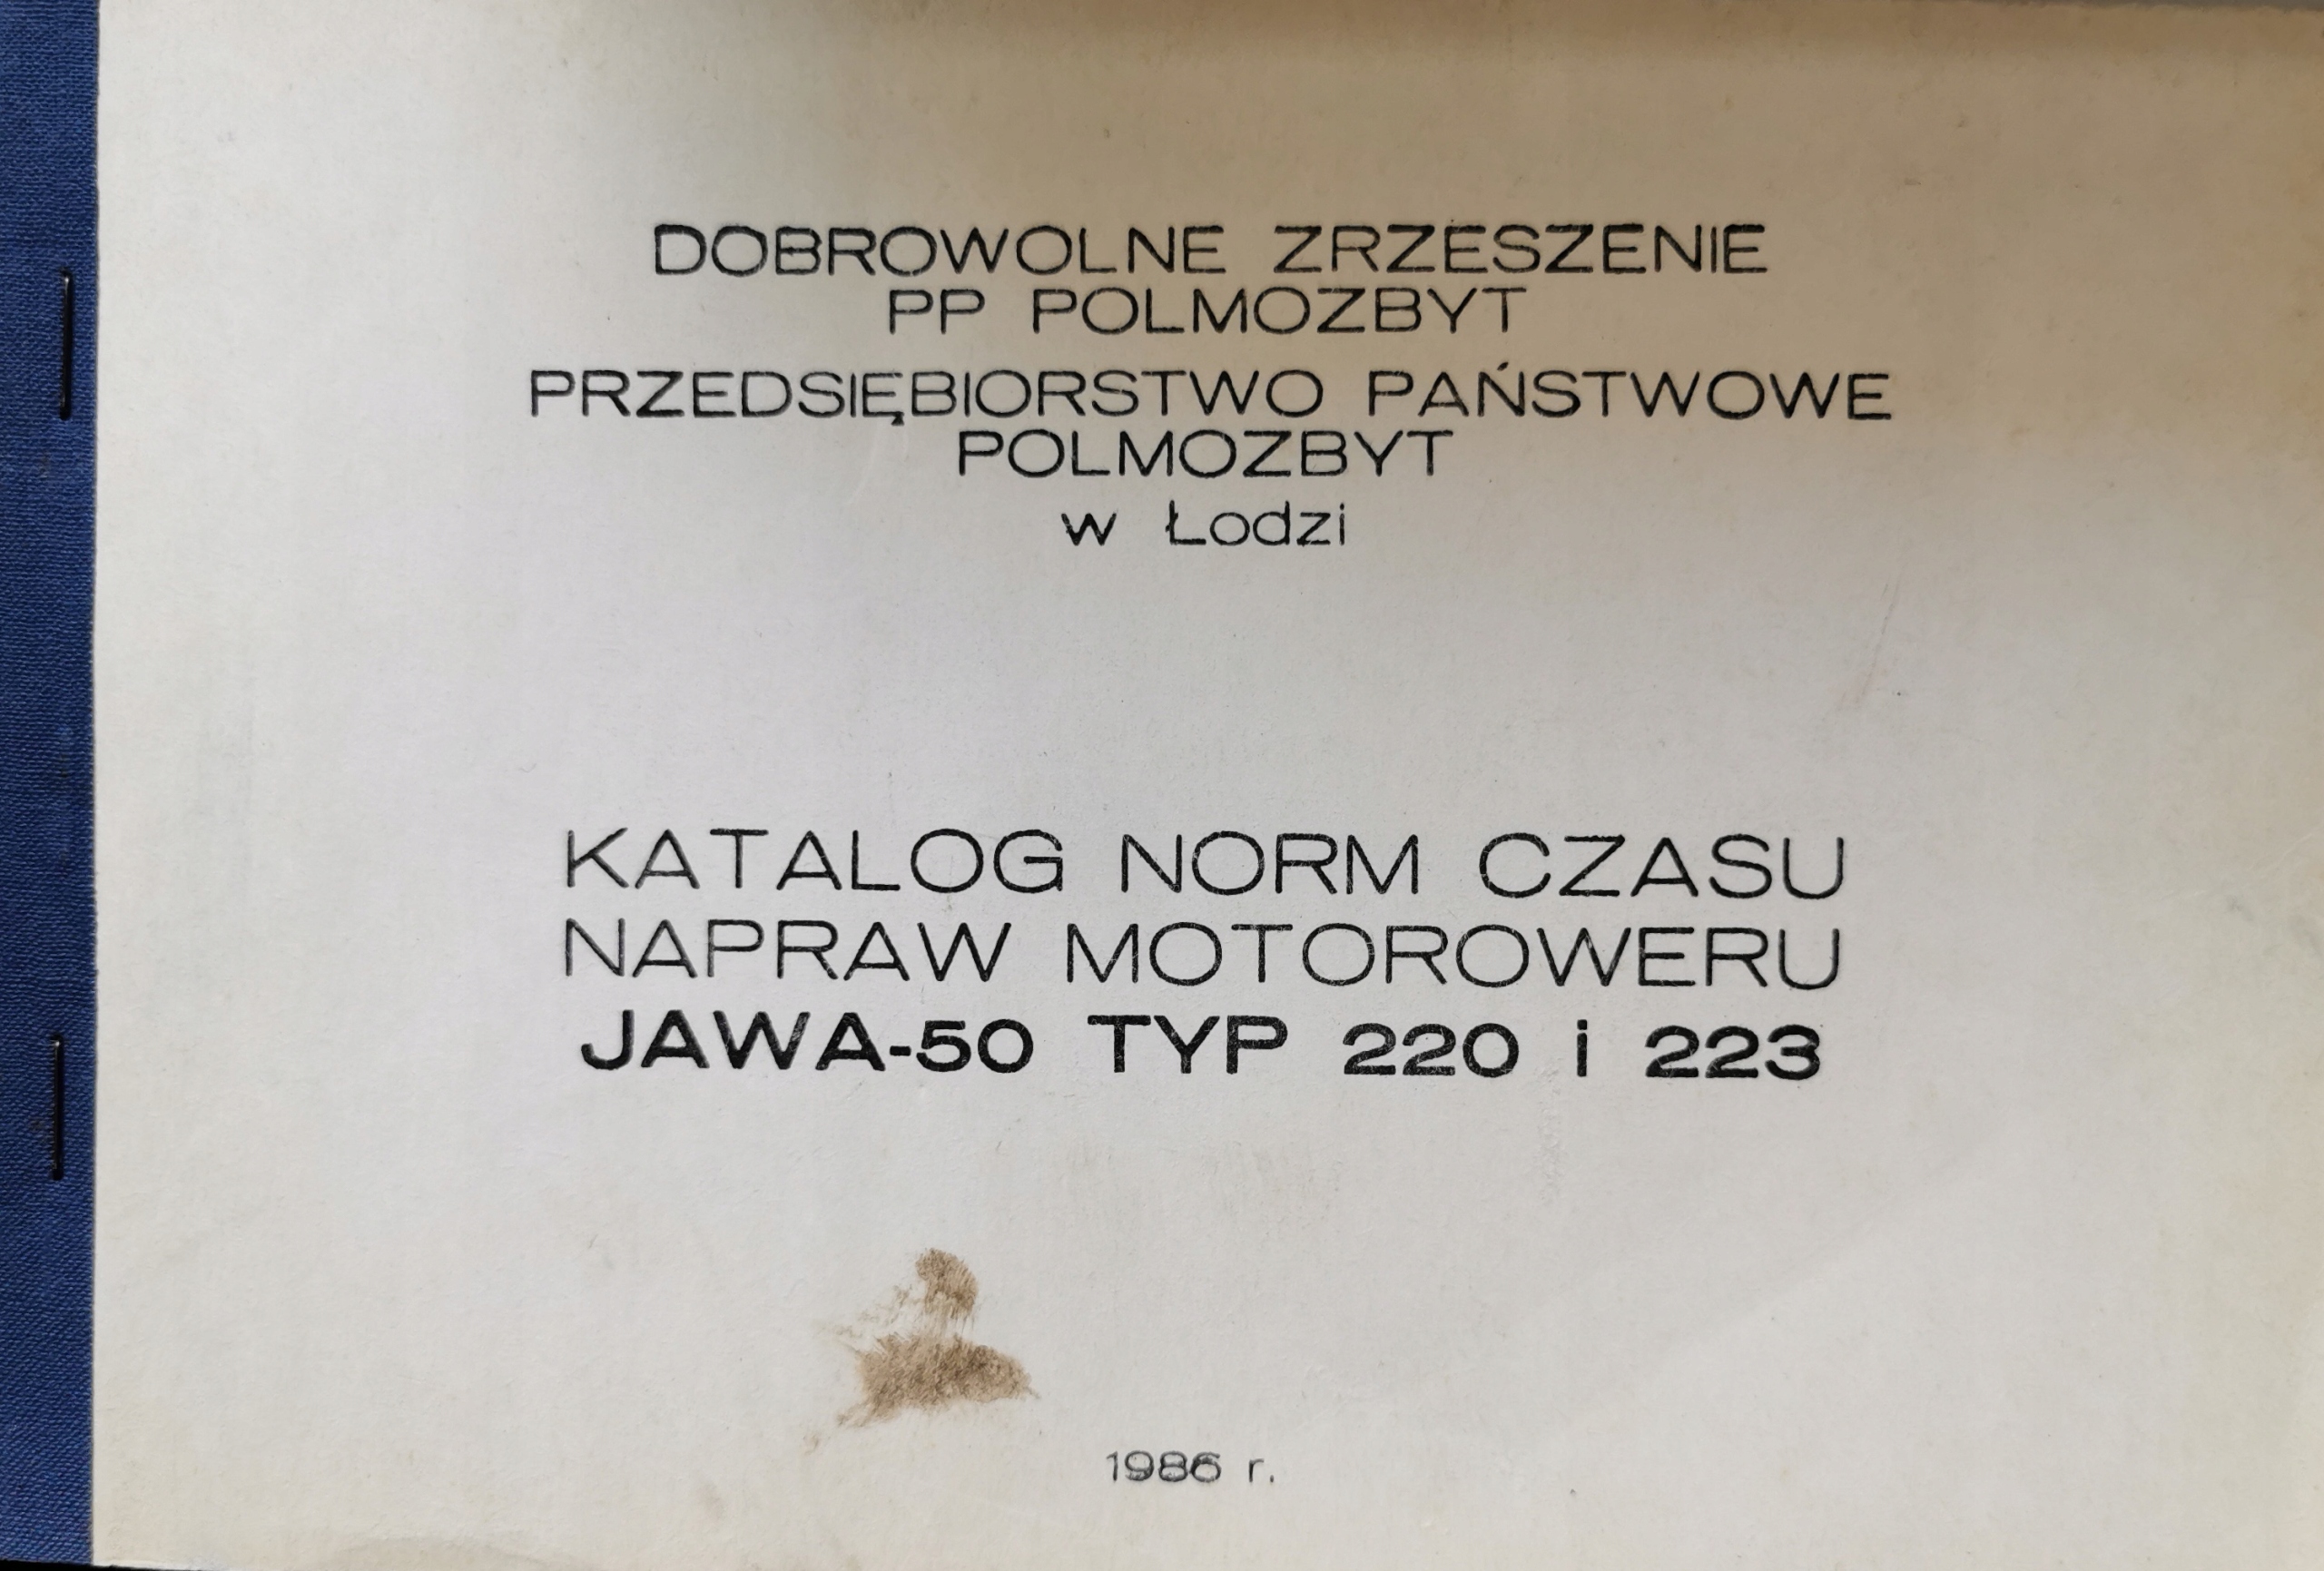 DOBROWOLNE ZRZESZENIE
PP POLMOZBYT
PRZEDSIĘBIORSTWO PAŃSTWOWE
POLMOZBYT
w Łodzi
KATALOG NORM CZASU
NAPRAW MOTOROWERU
JAWA-50 TYP 220 i 223
1986 r.